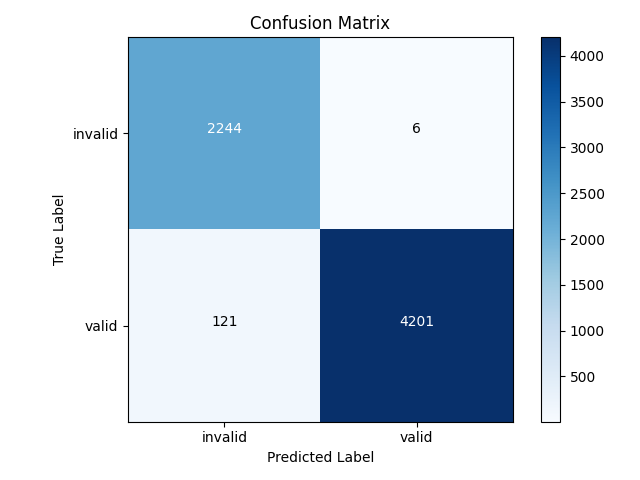 Confusion Matrix
True Label
invalid
2244
6
valid
121
4201
invalid
valid
Predicted Label
4000
3500
3000
2500
2000
1500
1000
500